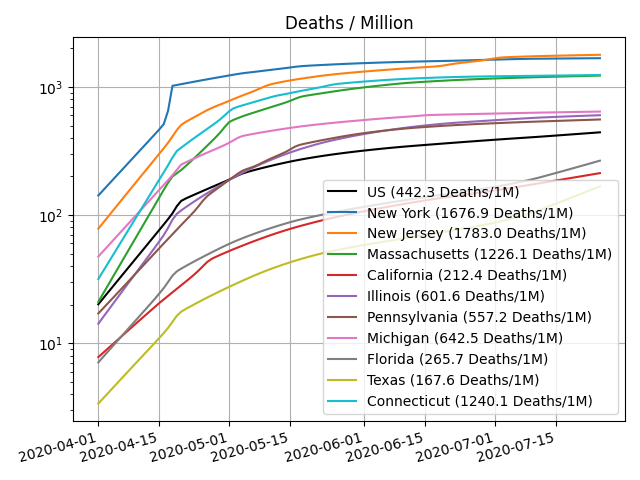 Deaths / Million
10³
10²
10¹
US (442.3 Deaths/1M)
New York (1676.9 Deaths/1M)
New Jersey (1783.0 Deaths/1M)
Massachusetts (1226.1 Deaths/1M)
California (212.4 Deaths/1M)
Illinois (601.6 Deaths/1M)
Pennsylvania (557.2 Deaths/1M)
Michigan (642.5 Deaths/1M)
Florida (265.7 Deaths/1M)
Texas (167.6 Deaths/1M)
Connecticut (1240.1 Deaths/1M)
2020-04-01
2020-04-15
2020-05-01
2020-05-15
2020-06-01
2020-06-15
2020-07-01
2020-07-15